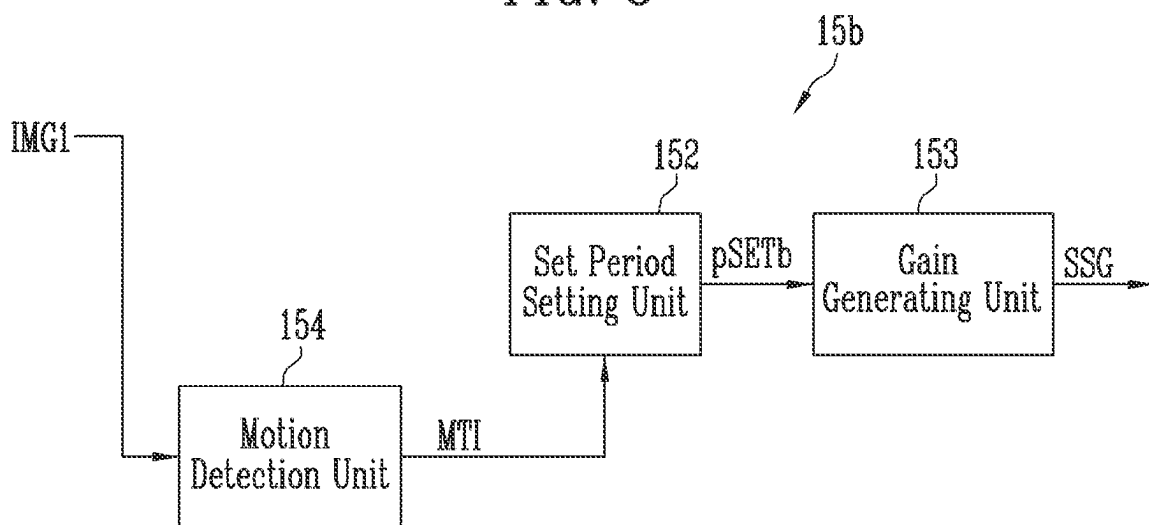 15b
IMG1
152
153
Set Period
Setting Unit
pSETb
Gain
Generating Unit
SSG
154
Motion
Detection Unit
MTI